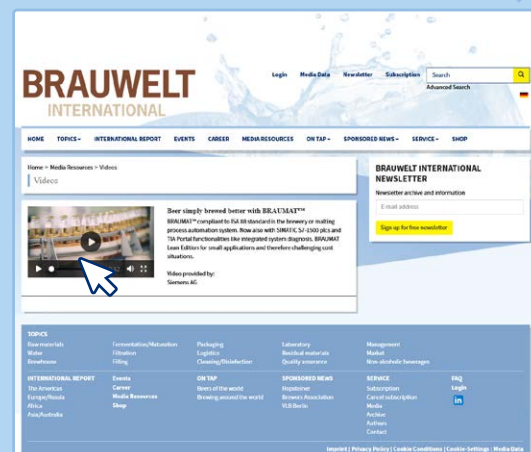 BRAUWELT
INTERNATIONAL
Login Media Data Newsletter Subscription Search
Advanced Search
HOME TOPICS INTERNATIONAL REPORT EVENTS CAREER MEDIA RESOURCES ON TAP SPONSORED NEWS SERVICE SHOP
Home > Media Resources > Videos
Videos
Beer simply brewed better with BRAUMAT™
BRAUMAT™ compliant to ISA 88 standard is the brewery or malting
process automation system. Now also with SIMATIC S7-1500 plcs and
TIA Portal functionalities like integrated system diagnosis. BRAUMAT
Lean Edition for small applications and therefore challenging cost
situations.
Video provided by:
Siemens AG
BRAUWELT INTERNATIONAL
NEWSLETTER
Newsletter archive and information
E-mail address
Sign up for free newsletter
TOPICS
Raw materials Fermentation/Maturation Packaging Laboratory Management
Water Filtration Logistics Residual materials Market
Brewhouse Filling Cleaning/Disinfection Quality assurance Non-alcoholic beverages
INTERNATIONAL REPORT Events ON TAP SPONSORED NEWS SERVICE FAQ
The Americas Career Beers of the world Hopsteiner Subscription Login
Europe/Russia Media Resources Brewing around the world Brewers Association Cancel subscription
Africa Shop VLB Berlin Media
Asia/Australia Archive
Authors
Contact
Imprint | Privacy Policy | Cookie Conditions | Cookie-Settings | Media Data